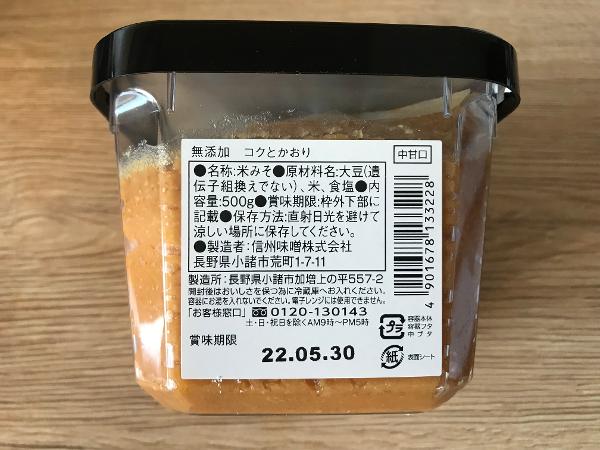 無添加 コクとかおり
中甘口
●名称:米みそ●原材料名:大豆(遺
伝子組換えでない)、米、食塩●内
容量:500g●賞味期限:枠外下部に
記載●保存方法:直射日光を避けて
涼しい場所に保存してください。
●製造者:信州味噌株式会社
長野県小諸市荒町1-7-11
製造所:長野県小諸市加増上の平557-2
開封後はおいしさを保つ為に冷蔵庫へお入れください。
容器にお湯を入れないでください。電子レンジには使用できません。
「お客様窓口」 0120-130143
土・日・祝日を除くAM9時〜PM5時
賞味期限
22.05.30
4 901678 133228
プラ
容器本体
容器フタ
中ブタ
紙
表面シート